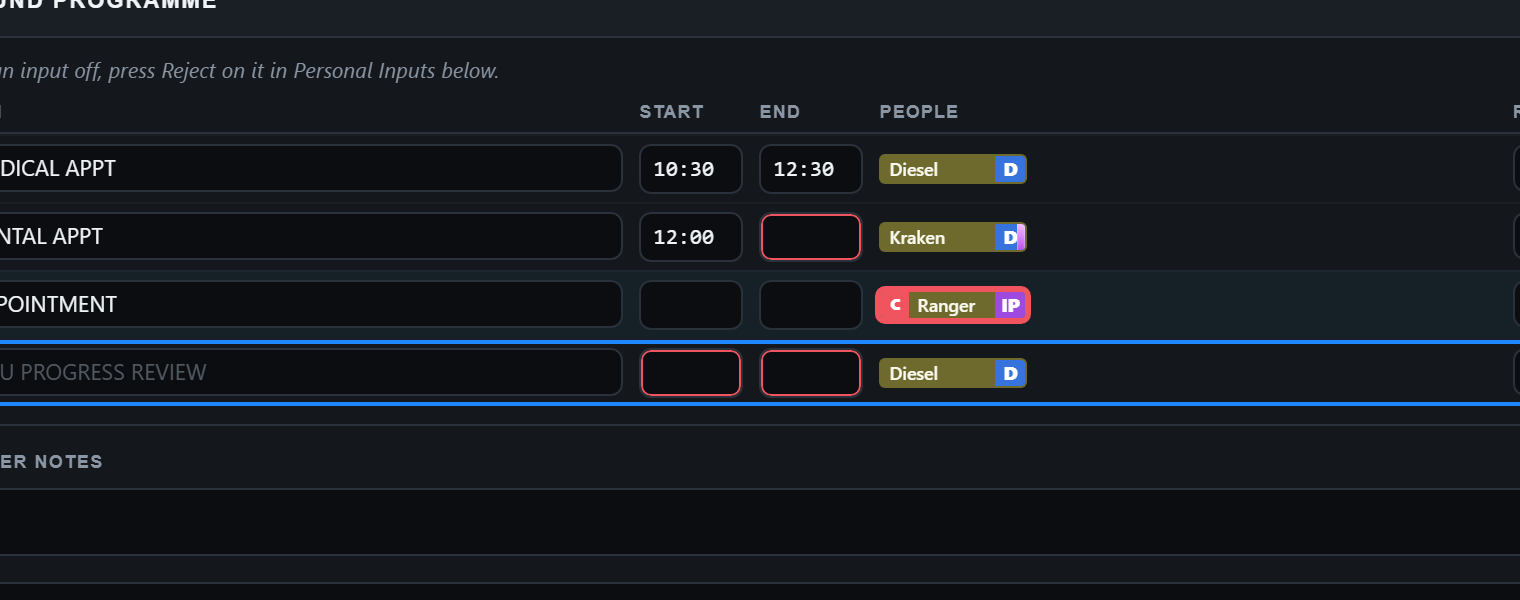 UND PROGRAMME
n input off, press Reject on it in Personal Inputs below.
START END PEOPLE
DICAL APPT 10:30 12:30 Diesel D
NTAL APPT 12:00 Kraken D
POINTMENT C Ranger IP
U PROGRESS REVIEW Diesel D
ER NOTES